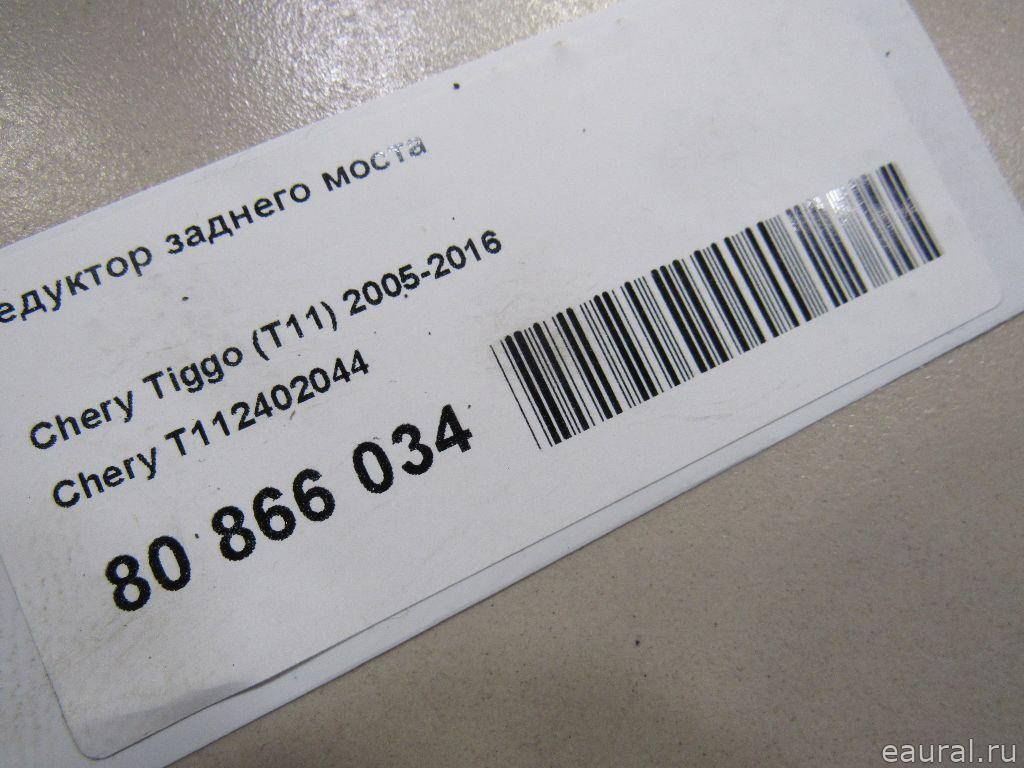 едуктор заднего моста
Chery Tiggo (T11) 2005-2016
Chery T112402044
80 866 034
eaural.ru